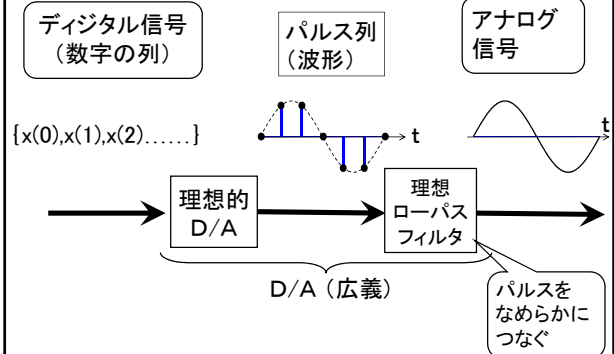 ディジタル信号
(数字の列)
パルス列
(波形)
アナログ
信号
{x(0),x(1),x(2)......}
t
t
理想的
D/A
理想
ローパス
フィルタ
D/A(広義)
パルスを
なめらかに
つなぐ